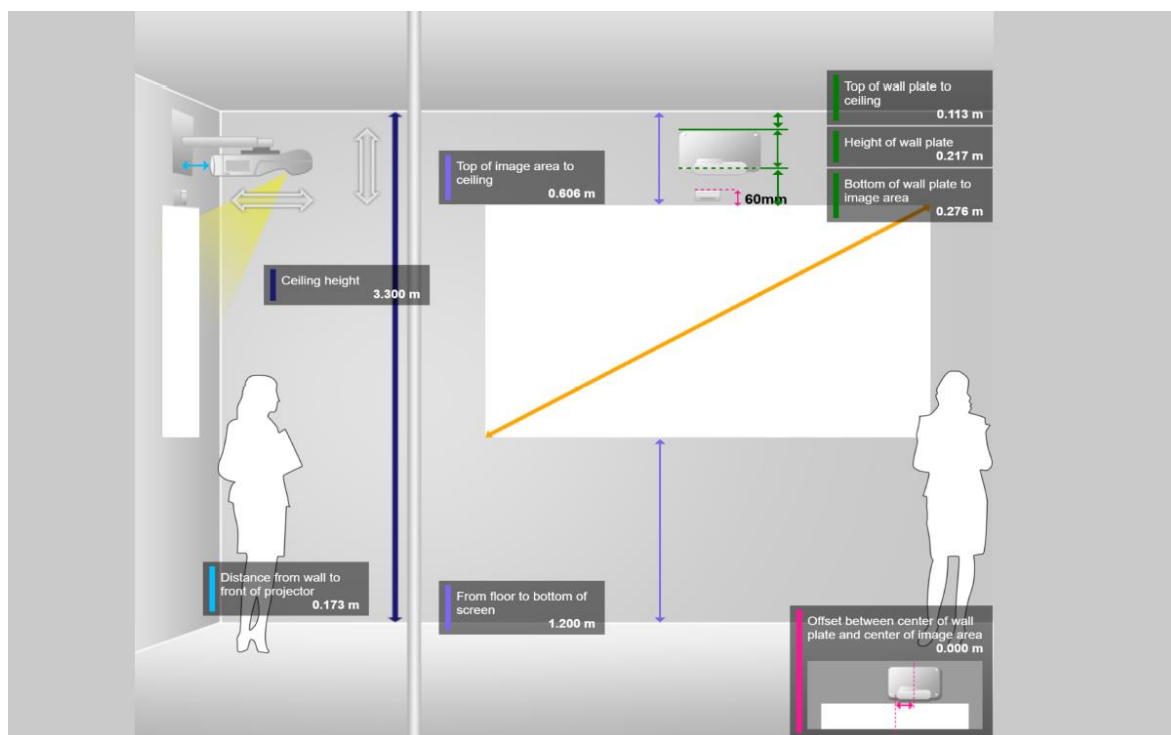 Top of wall plate to
ceiling
0.113 m
Height of wall plate
0.217 m
Top of image area to
ceiling
0.606 m
Bottom of wall plate to
image area
0.276 m
60mm
Ceiling height
3.300 m
Distance from wall to
front of projector
0.173 m
From floor to bottom of
screen
1.200 m
Offset between center of wall
plate and center of image area
0.000 m